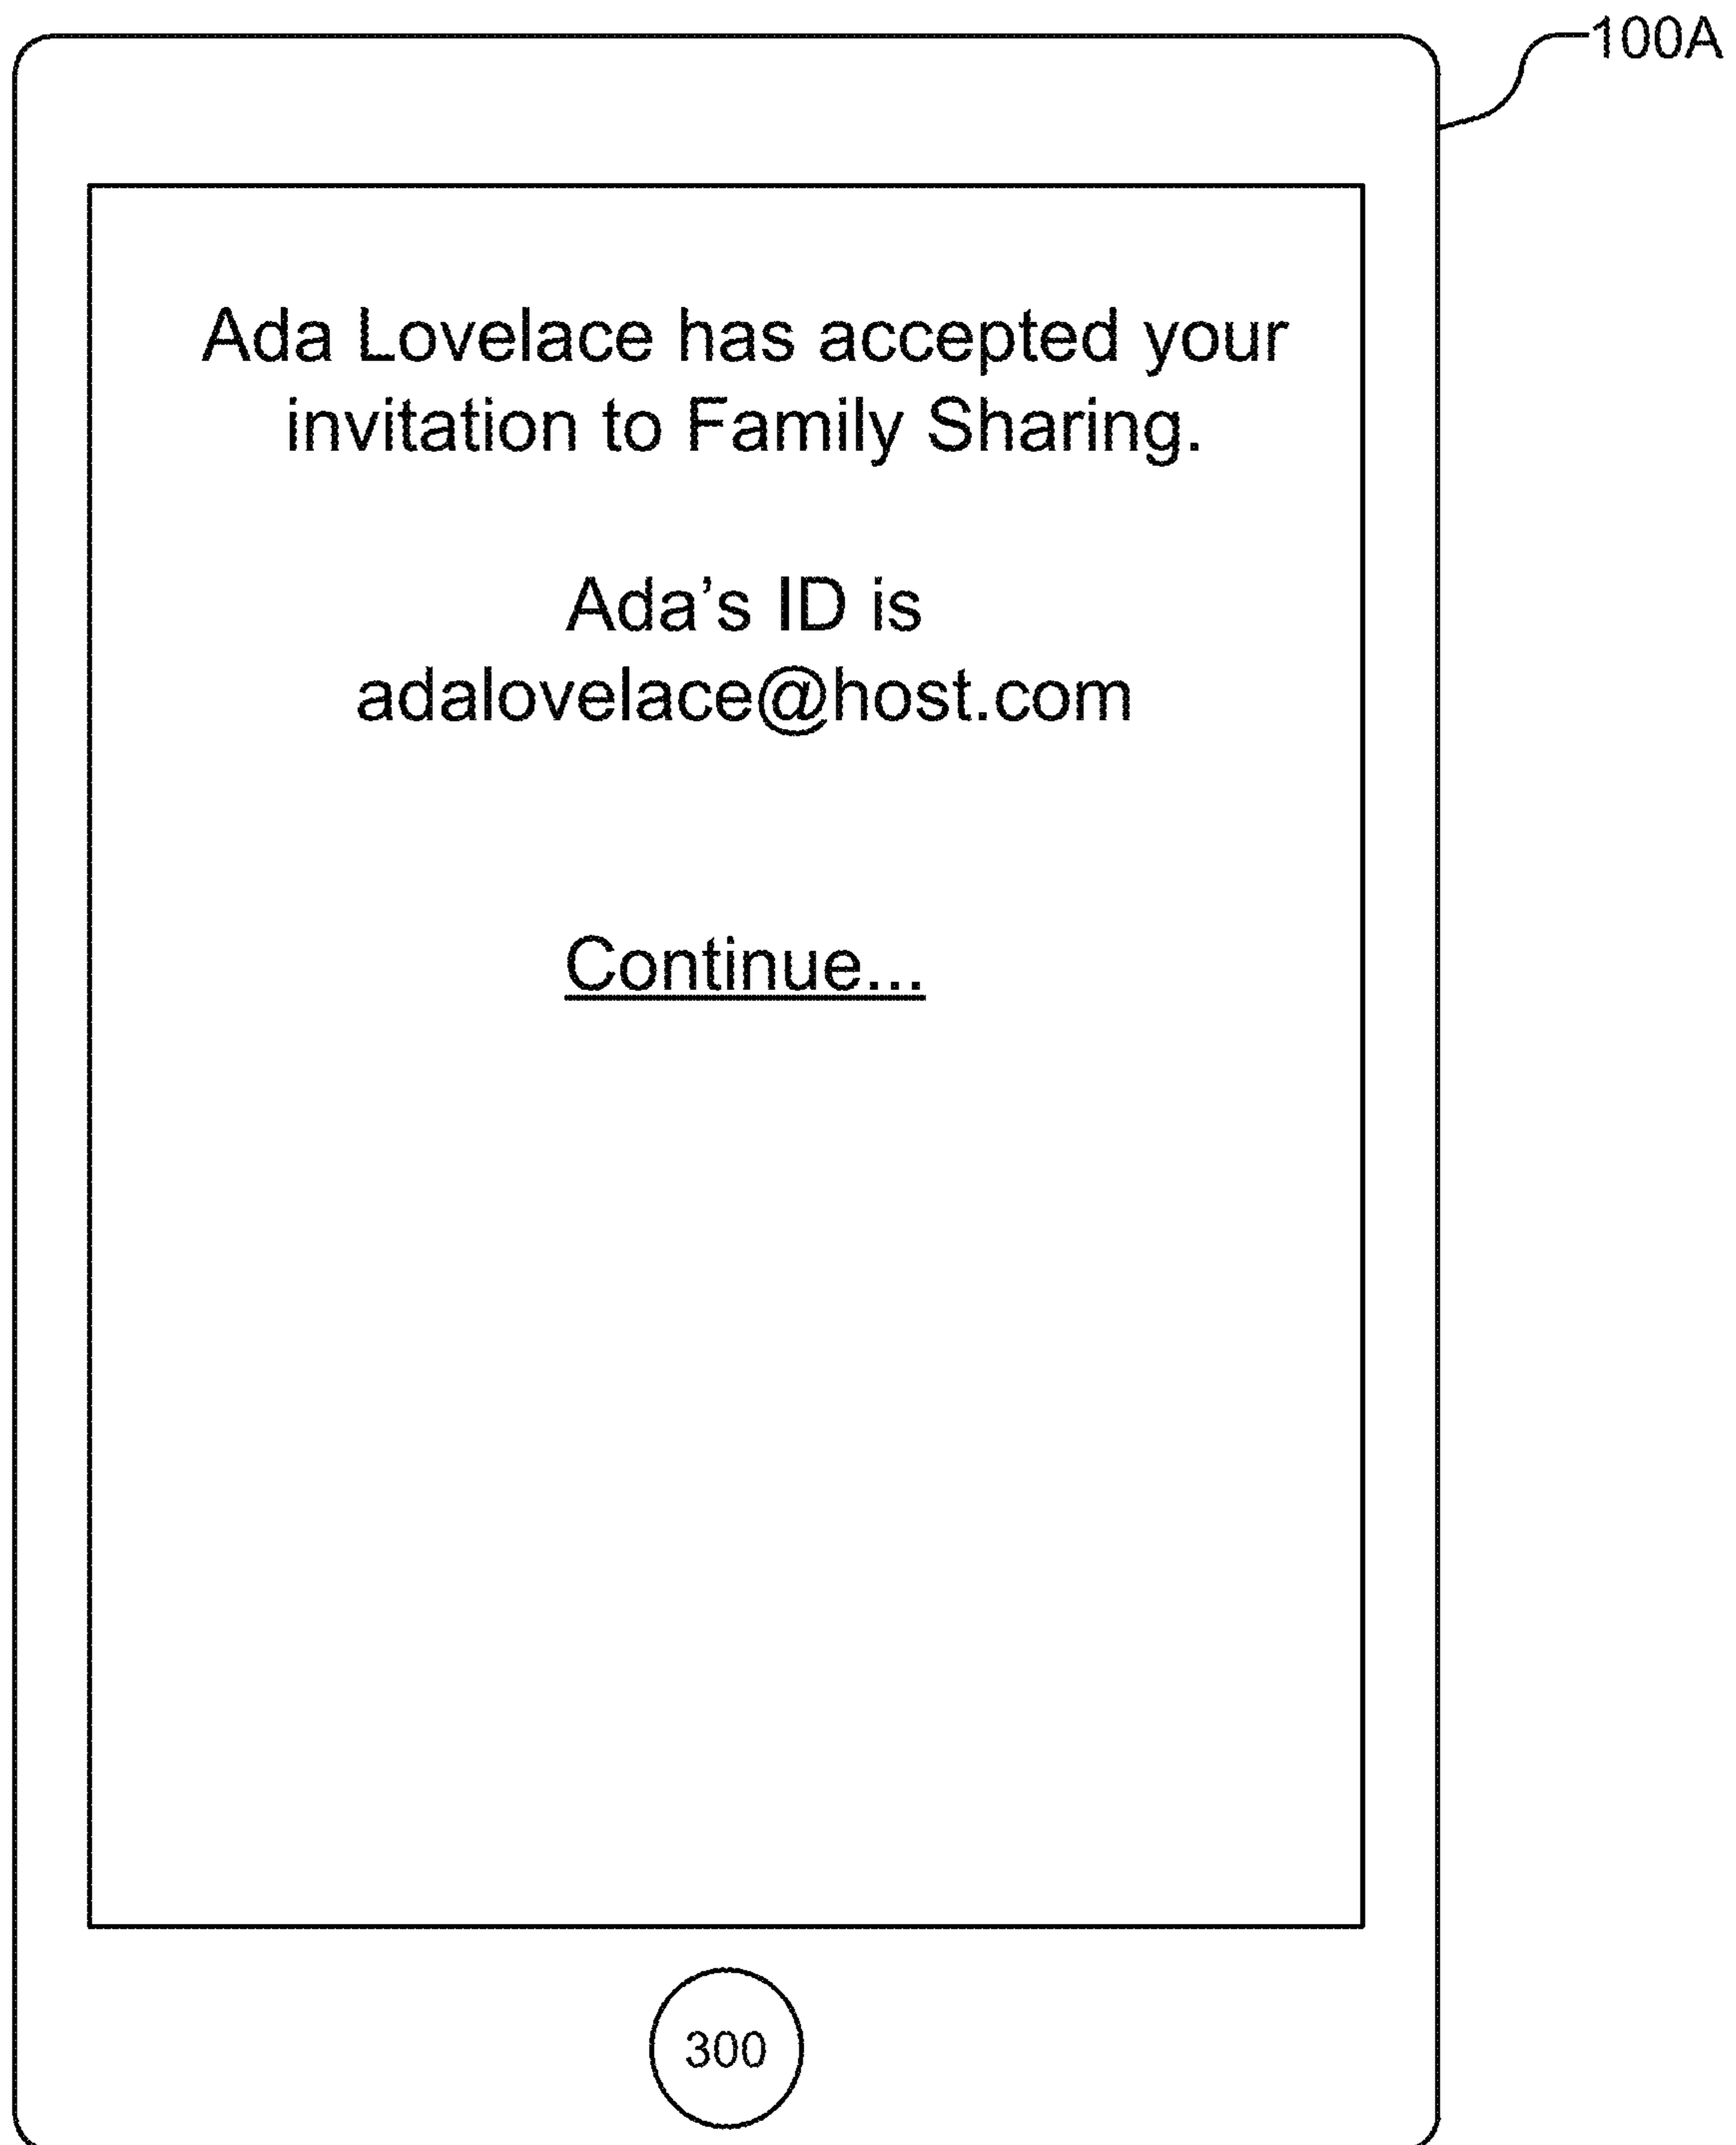 100A
Ada Lovelace has accepted your
invitation to Family Sharing.
Ada’s ID is
adalovelace@host.com
Continue...
300